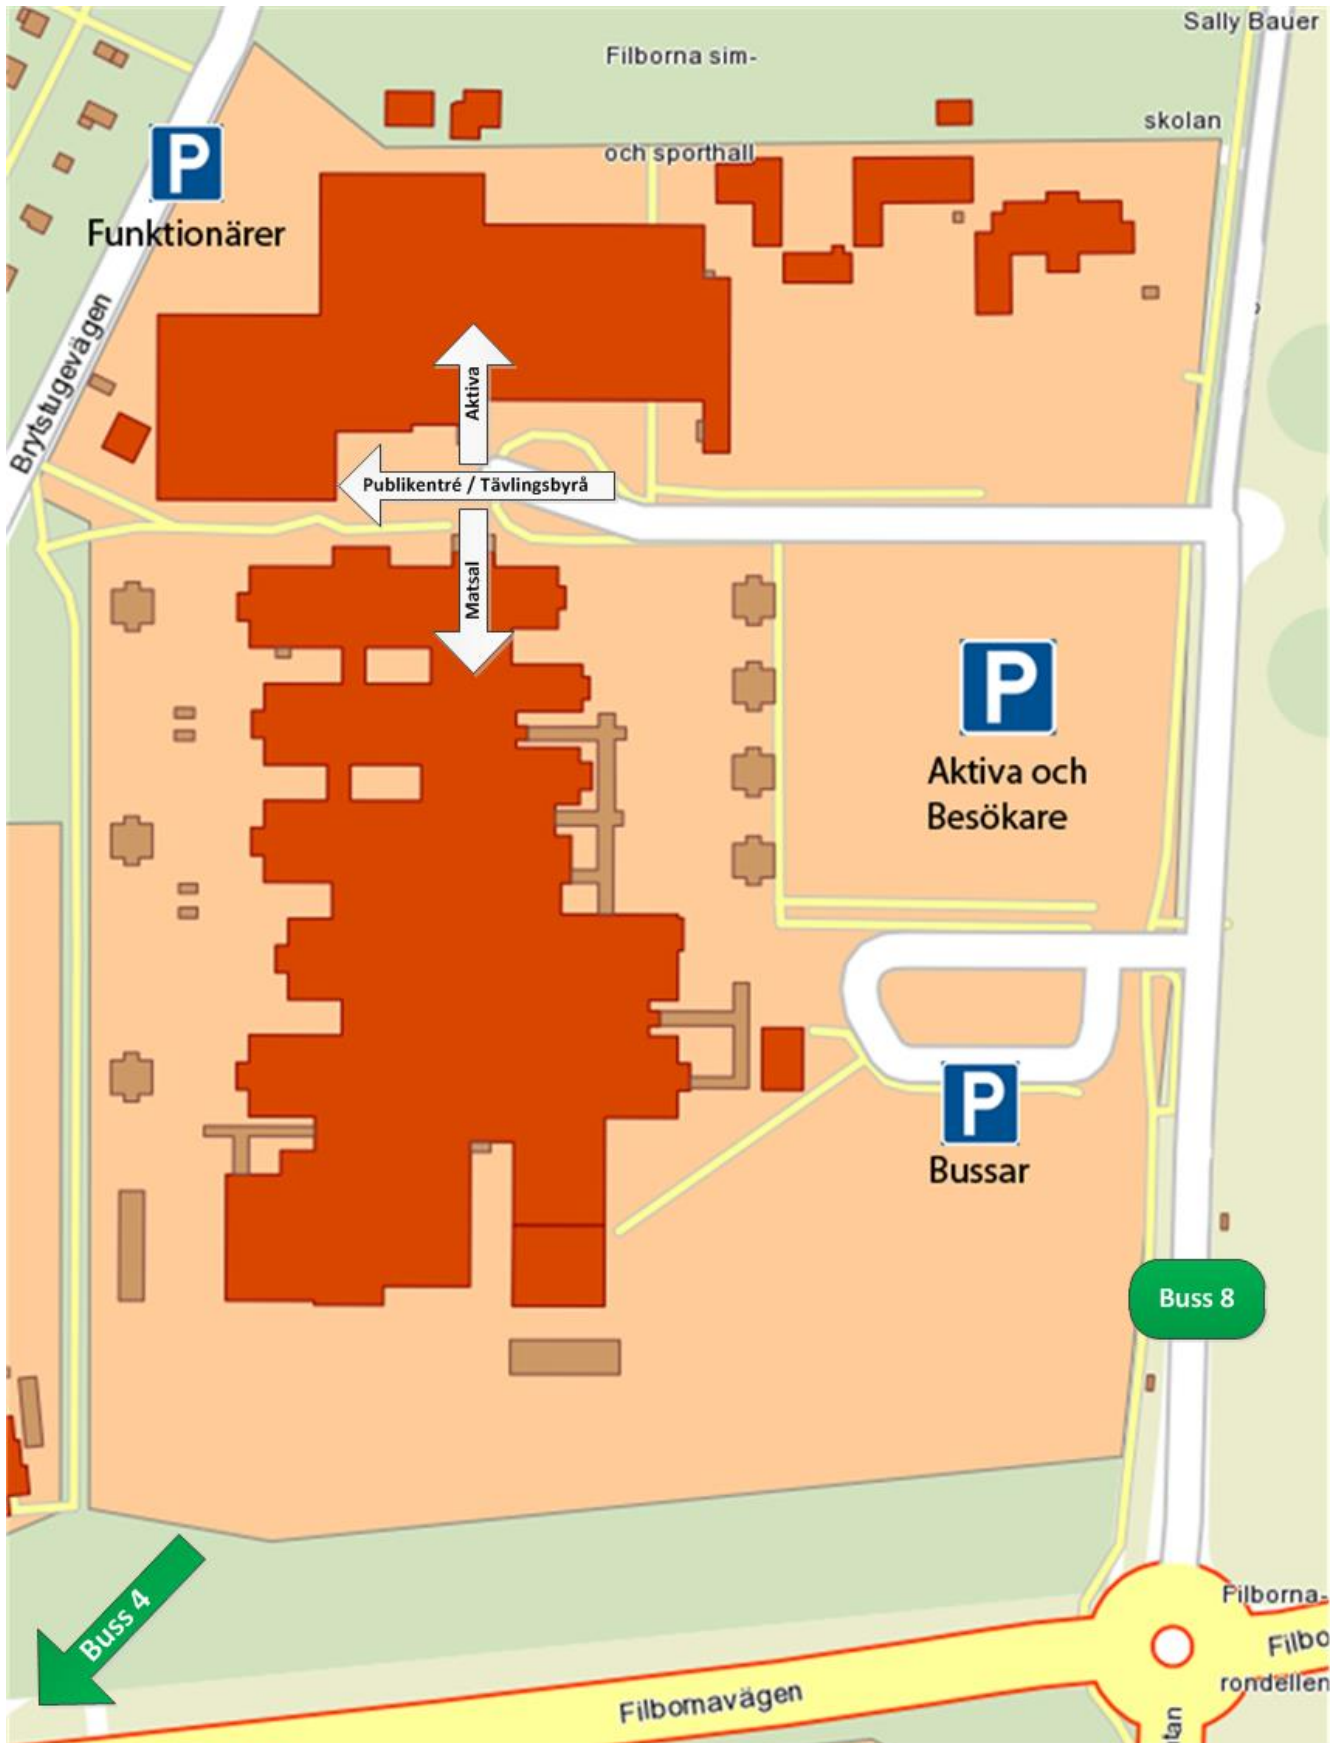 Sally Bauer
Filborna sim-
skolan
och sporthall
P
Funktionärer
Brytstugevägen
Aktiva
Publikentré / Tävlingsbyrå
Matsal
P
Aktiva och
Besökare
P
Bussar
Buss 8
Buss 4
Filborna-
Filbo
rondellen
Filbornavägen
tan